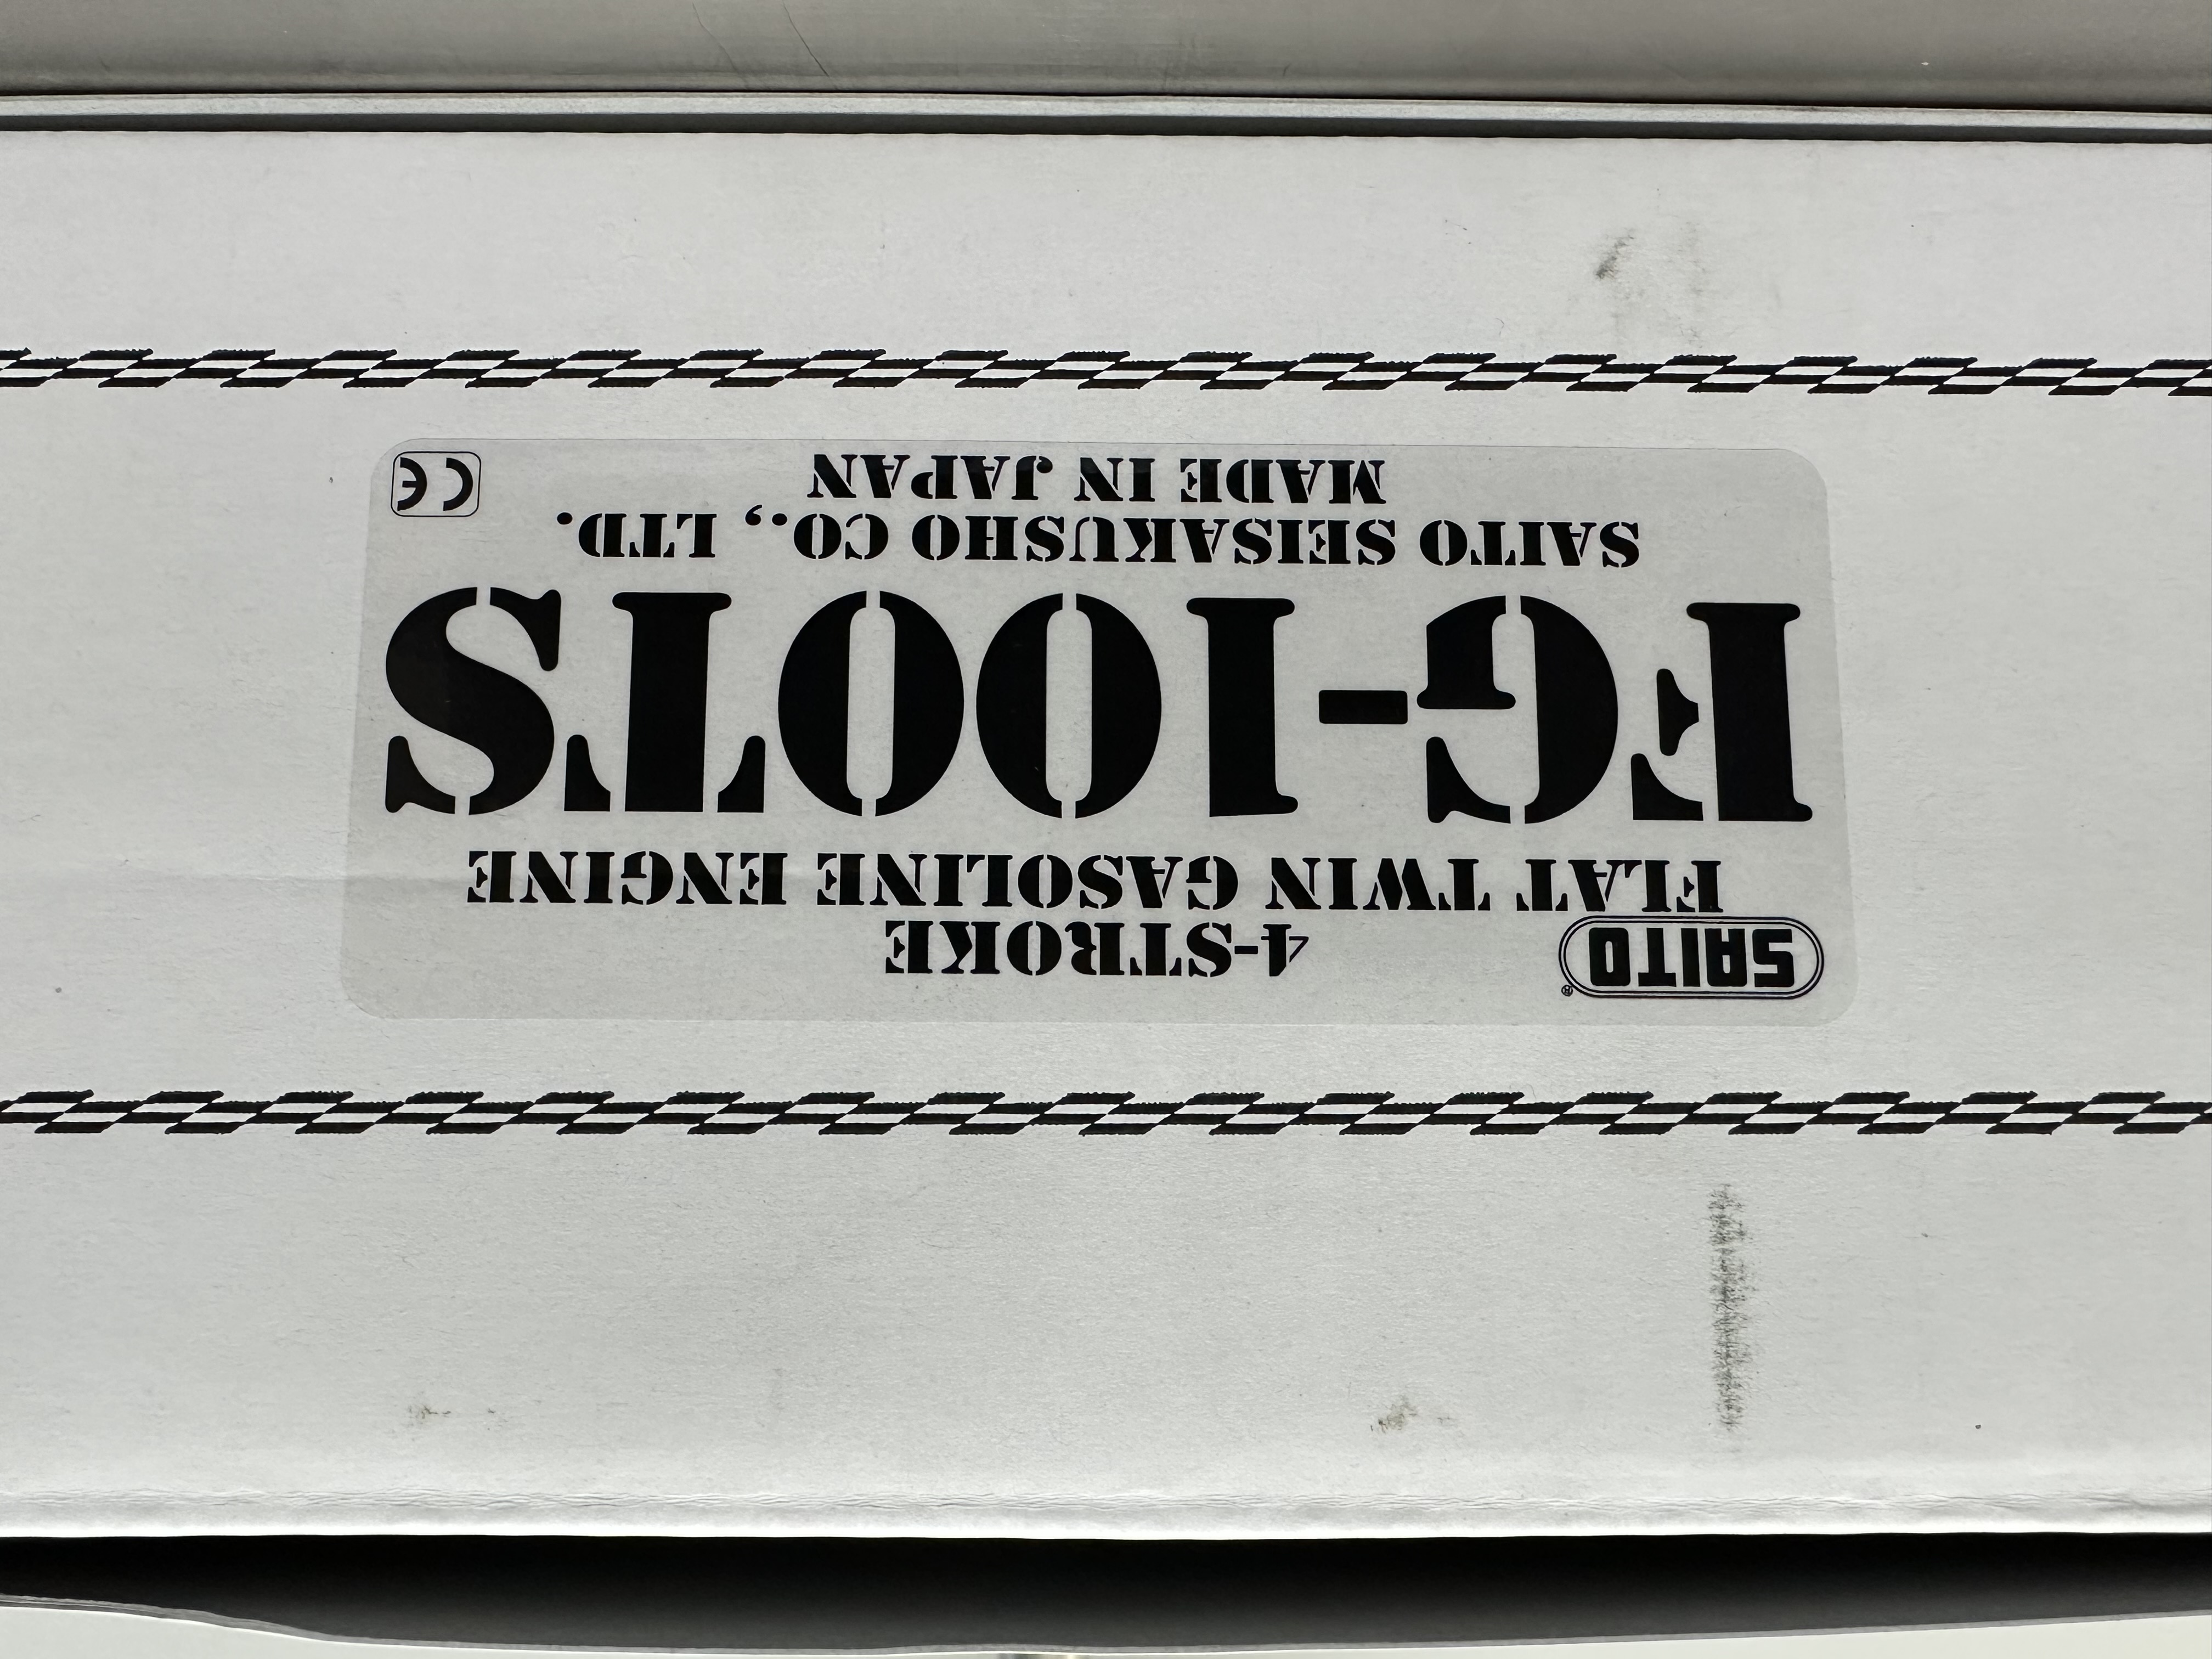 4-STROKE
SAITO®
FLAT TWIN GASOLINE ENGINE
FG-100TS
SAITO SEISAKUSHO CO., LTD.
MADE IN JAPAN
CE